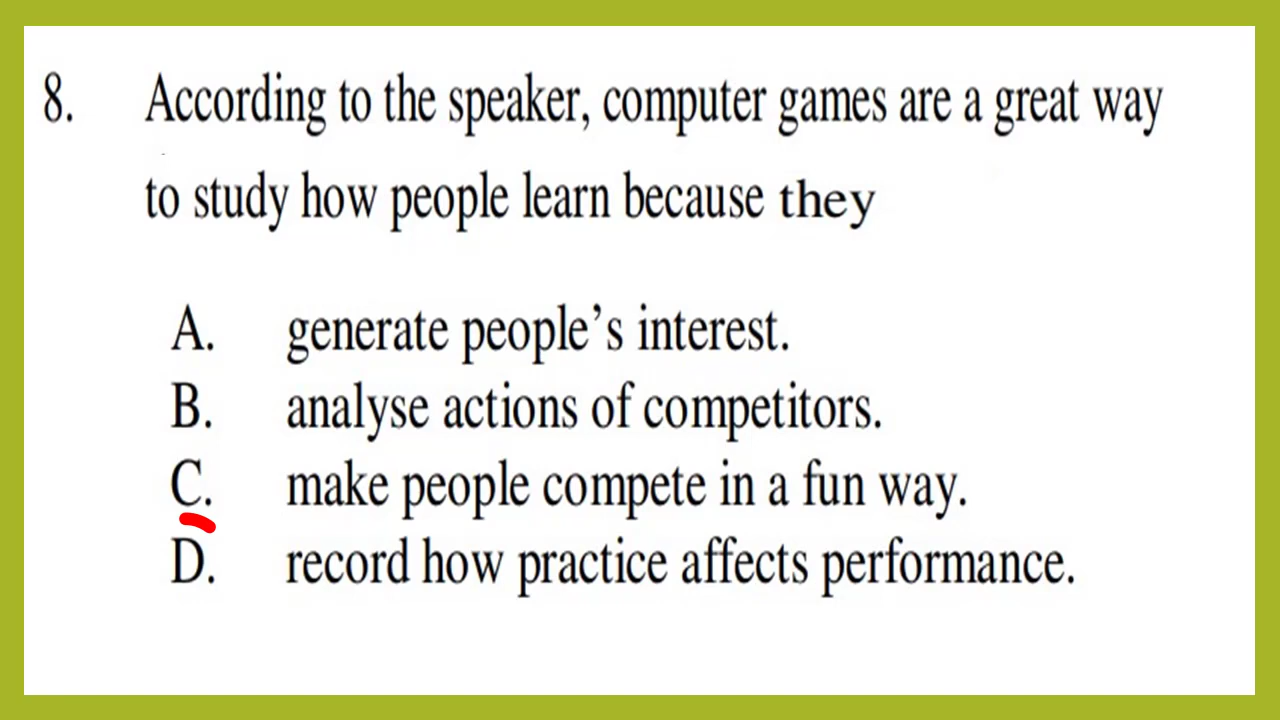 8. According to the speaker, computer games are a great way
to study how people learn because they
A. generate people’s interest.
B. analyse actions of competitors.
C. make people compete in a fun way.
D. record how practice affects performance.